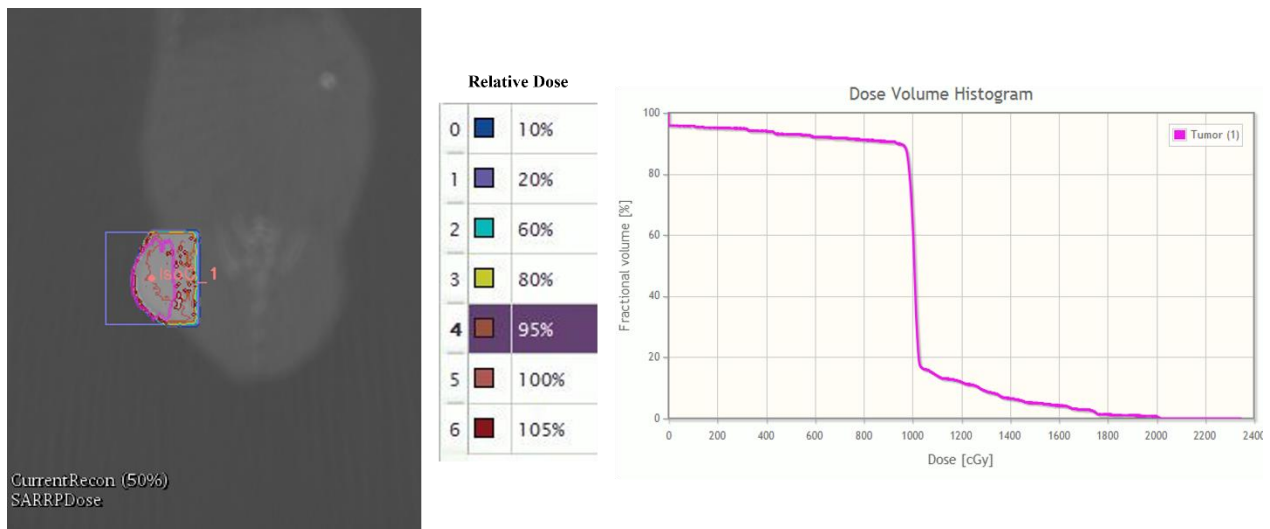 1
CurrentRecon (50%)
SARRPDose
Relative Dose
0 10%
1 20%
2 60%
3 80%
4 95%
5 100%
6 105%
Dose Volume Histogram
Tumor (1)
Fractional volume [%]
100
80
60
40
20
0
0 200 400 600 800 1000 1200 1400 1600 1800 2000 2200 2400
Dose [cGy]